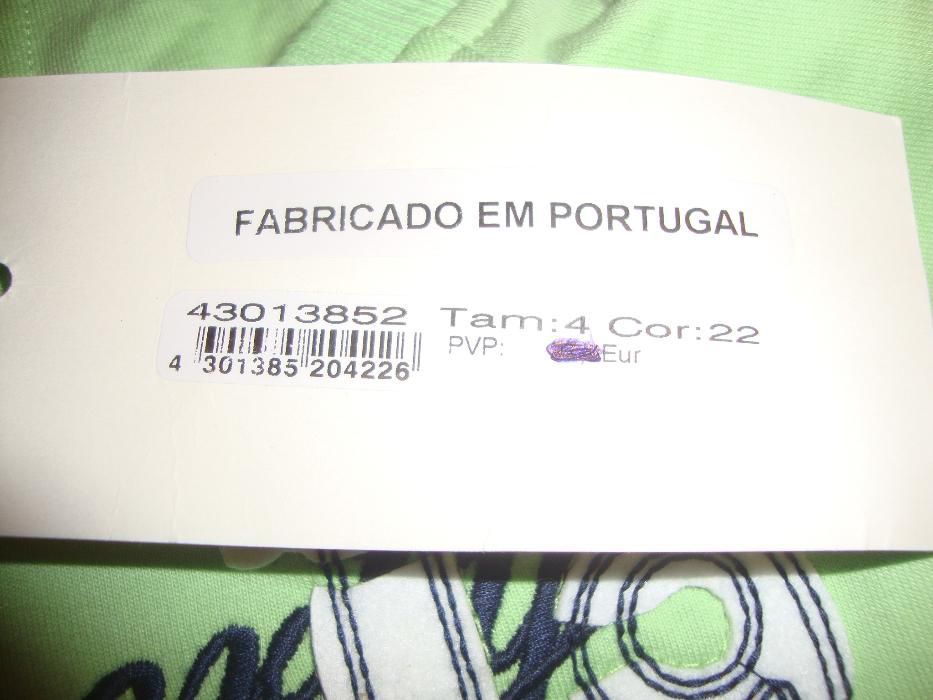 FABRICADO EM PORTUGAL
43013852 Tam:4 Cor:22
PVP: Eur
4 301385 204226